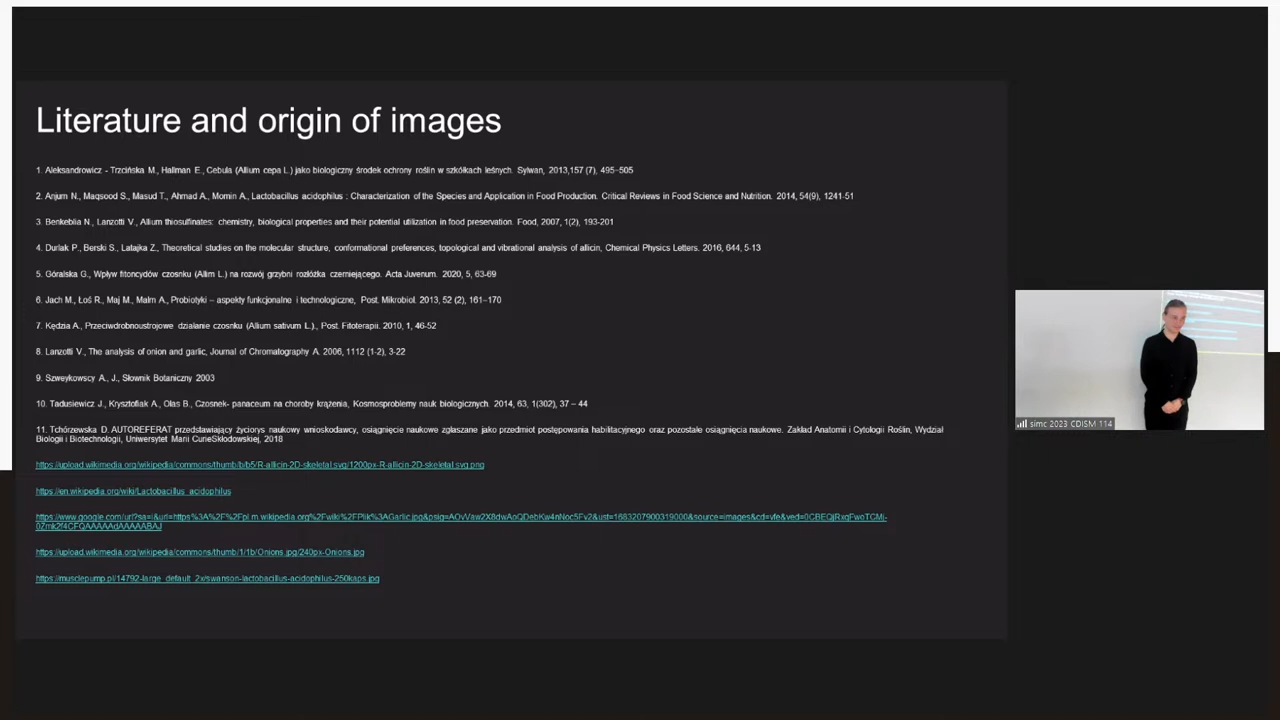 Literature and origin of images
1. Aleksandrowicz - Trzcińska M., Hallman E., Cebula (Allium cepa L.) jako biologiczny środek ochrony roślin w szkółkach leśnych. Sylwan, 2013,157 (7), 495–505
2. Anjum N., Maqsood S., Masud T., Ahmad A., Momin A., Lactobacillus acidophilus : Characterization of the Species and Application in Food Production. Critical Reviews in Food Science and Nutrition. 2014, 54(9), 1241-51
3. Benkeblia N., Lanzotti V., Allium thiosulfinates: chemistry, biological properties and their potential utilization in food preservation. Food, 2007, 1(2), 193-201
4. Durlak P., Berski S., Latajka Z., Theoretical studies on the molecular structure, conformational preferences, topological and vibrational analysis of allicin, Chemical Physics Letters. 2016, 644, 5-13
5. Góralska G., Wpływ fitoncydów czosnku (Allim L.) na rozwój grzybni rozłóżka czerniejącego. Acta Juvenum. 2020, 5, 63-69
6. Jach M., Łoś R., Maj M., Malm A., Probiotyki – aspekty funkcjonalne i technologiczne, Post. Mikrobiol. 2013, 52 (2), 161–170
7. Kędzia A., Przeciwdrobnoustrojowe działanie czosnku (Alium sativum L.)., Post. Fitoterapii. 2010, 1, 46-52
8. Lanzotti V., The analysis of onion and garlic, Journal of Chromatography A. 2006, 1112 (1-2), 3-22
9. Szweykowscy A., J., Słownik Botaniczny 2003
10. Tadusiewicz J., Krysztofiak A., Olas B., Czosnek- panaceum na choroby krążenia, Kosmosproblemy nauk biologicznych. 2014, 63, 1(302), 37 – 44
11. Tchórzewska D. AUTOREFERAT przedstawiający życiorys naukowy wnioskodawcy, osiągnięcie naukowe zgłaszane jako przedmiot postępowania habilitacyjnego oraz pozostałe osiągnięcia naukowe. Zakład Anatomii i Cytologii Roślin, Wydział
Biologii i Biotechnologii, Uniwersytet Marii CurieSkłodowskiej, 2018
https://upload.wikimedia.org/wikipedia/commons/thumb/b/b5/R-allicin-2D-skeletal.svg/1200px-R-allicin-2D-skeletal.svg.png
https://en.wikipedia.org/wiki/Lactobacillus_acidophilus
https://www.google.com/url?sa=i&url=https%3A%2F%2Fpl.m.wikipedia.org%2Fwiki%2FPlik%3AGarlic.jpg&psig=AOvVaw2X8dwAoQDebKw4nNoc5Fv2&ust=1683207900319000&source=images&cd=vfe&ved=0CBEQjRxqFwoTCMi-
0Zmk2f4CFQAAAAAdAAAAABAJ
https://upload.wikimedia.org/wikipedia/commons/thumb/1/1b/Onions.jpg/240px-Onions.jpg
https://musclepump.pl/14792-large_default_2x/swanson-lactobacillus-acidophilus-250kaps.jpg
simc 2023 CDISM 114